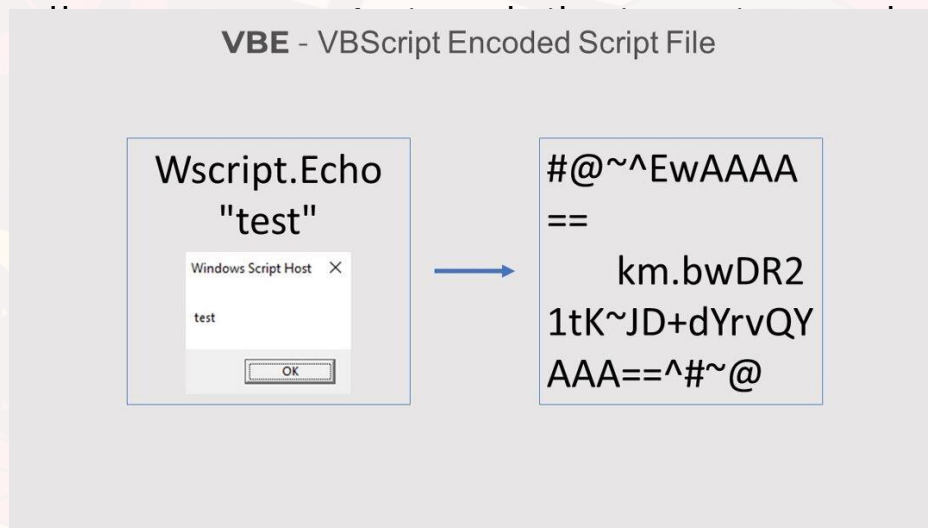 VBE - VBScript Encoded Script File
Wscript.Echo
"test"
Windows Script Host
test
OK
#@~^EwAAAA
==
km.bwDR2
1tK~JD+dYrvQY
AAA==^#~@